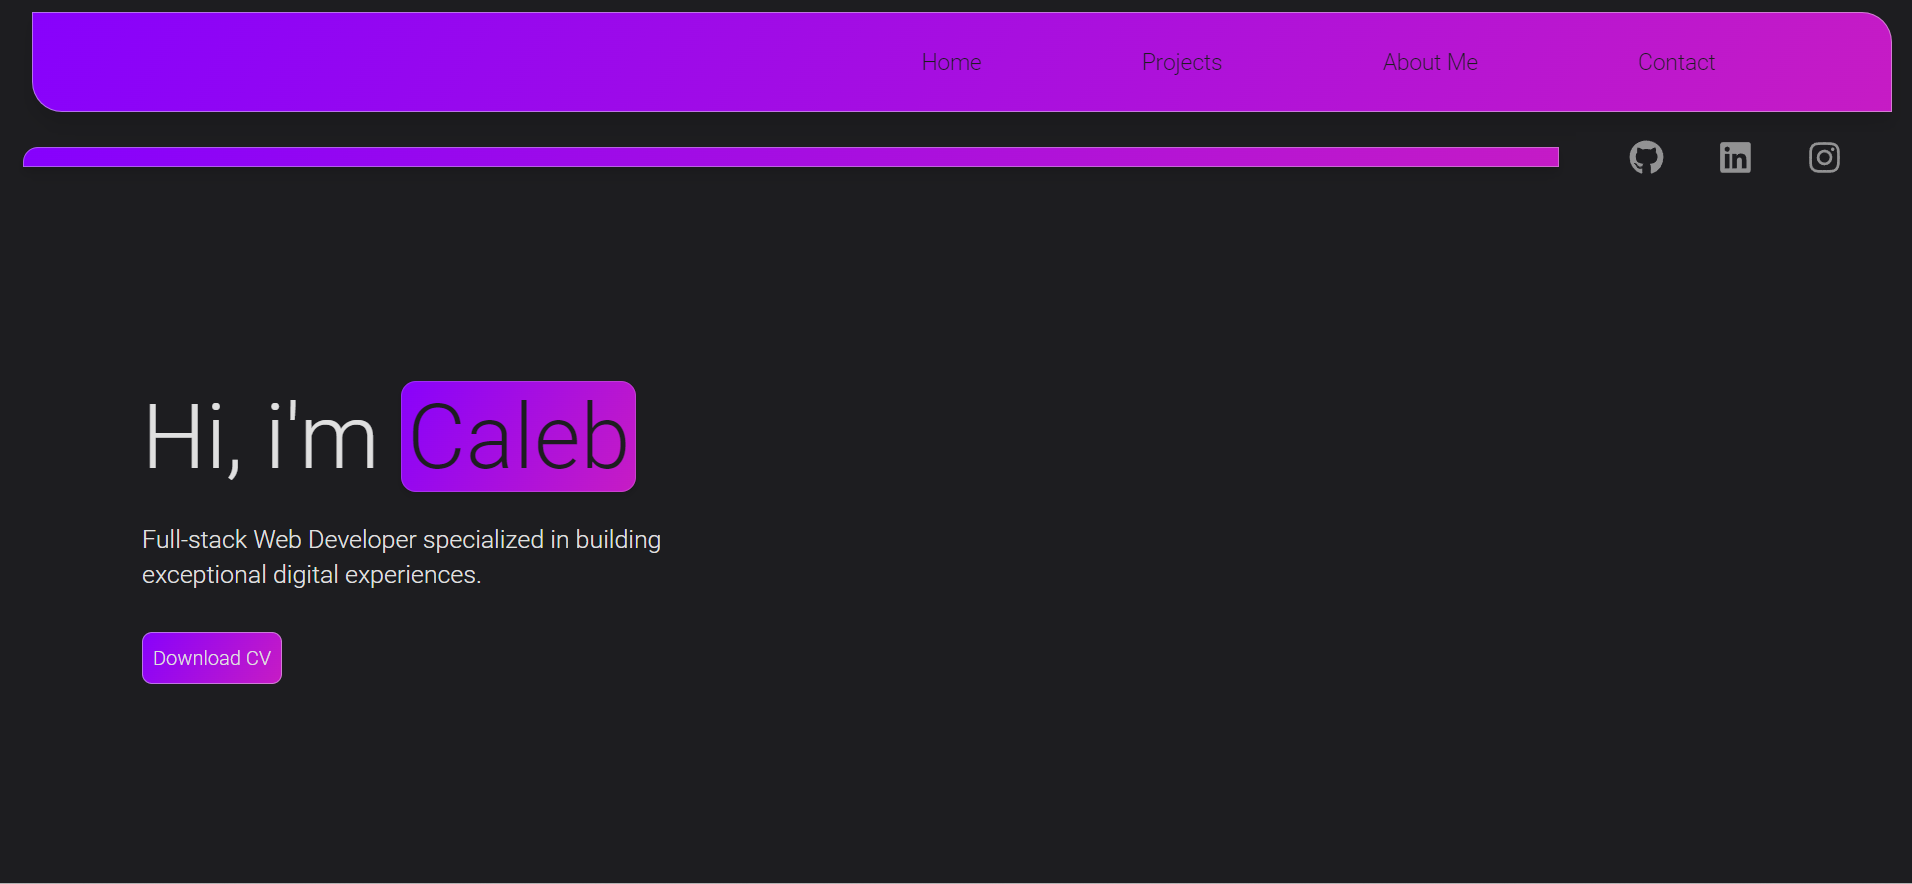 Home Projects About Me Contact
in
Hi, i'm Caleb
Full-stack Web Developer specialized in building
exceptional digital experiences.
Download CV